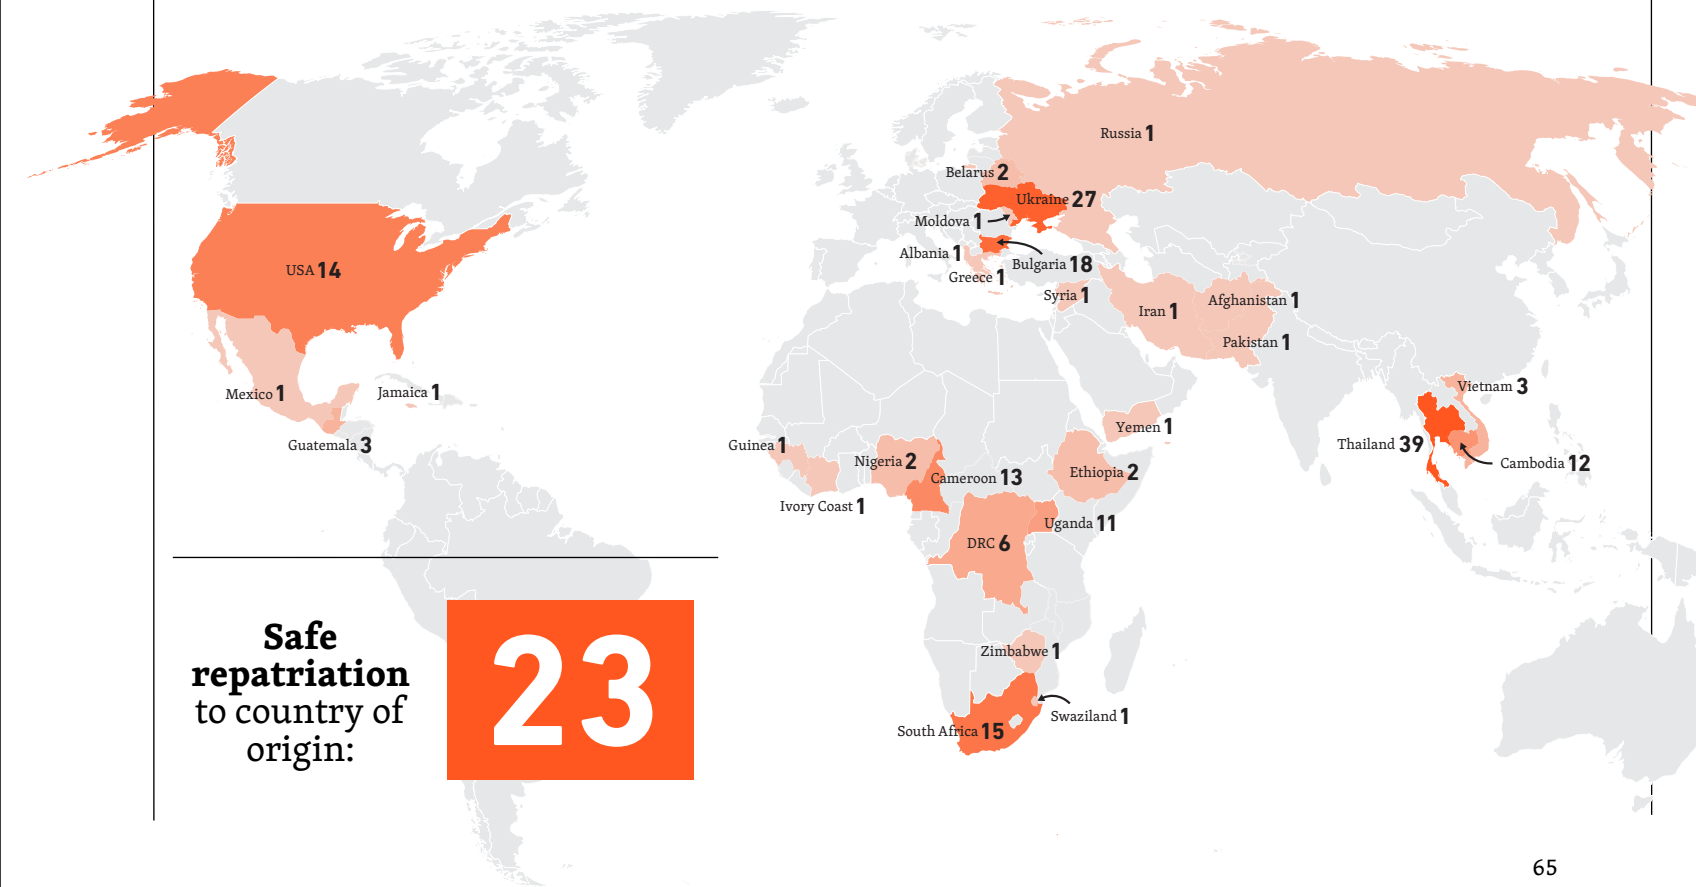 Russia 1
Belarus 2
Ukraine 27
Moldova 1
Albania 1
Bulgaria 18
Greece 1
USA 14
Syria 1
Iran 1
Afghanistan 1
Pakistan 1
Mexico 1
Jamaica 1
Vietnam 3
Guatemala 3
Guinea 1
Yemen 1
Thailand 39
Nigeria 2
Cameroon 13
Ethiopia 2
Cambodia 12
Ivory Coast 1
Uganda 11
DRC 6
Zimbabwe 1
Swaziland 1
South Africa 15
Safe
repatriation
to country of
origin:
23
65